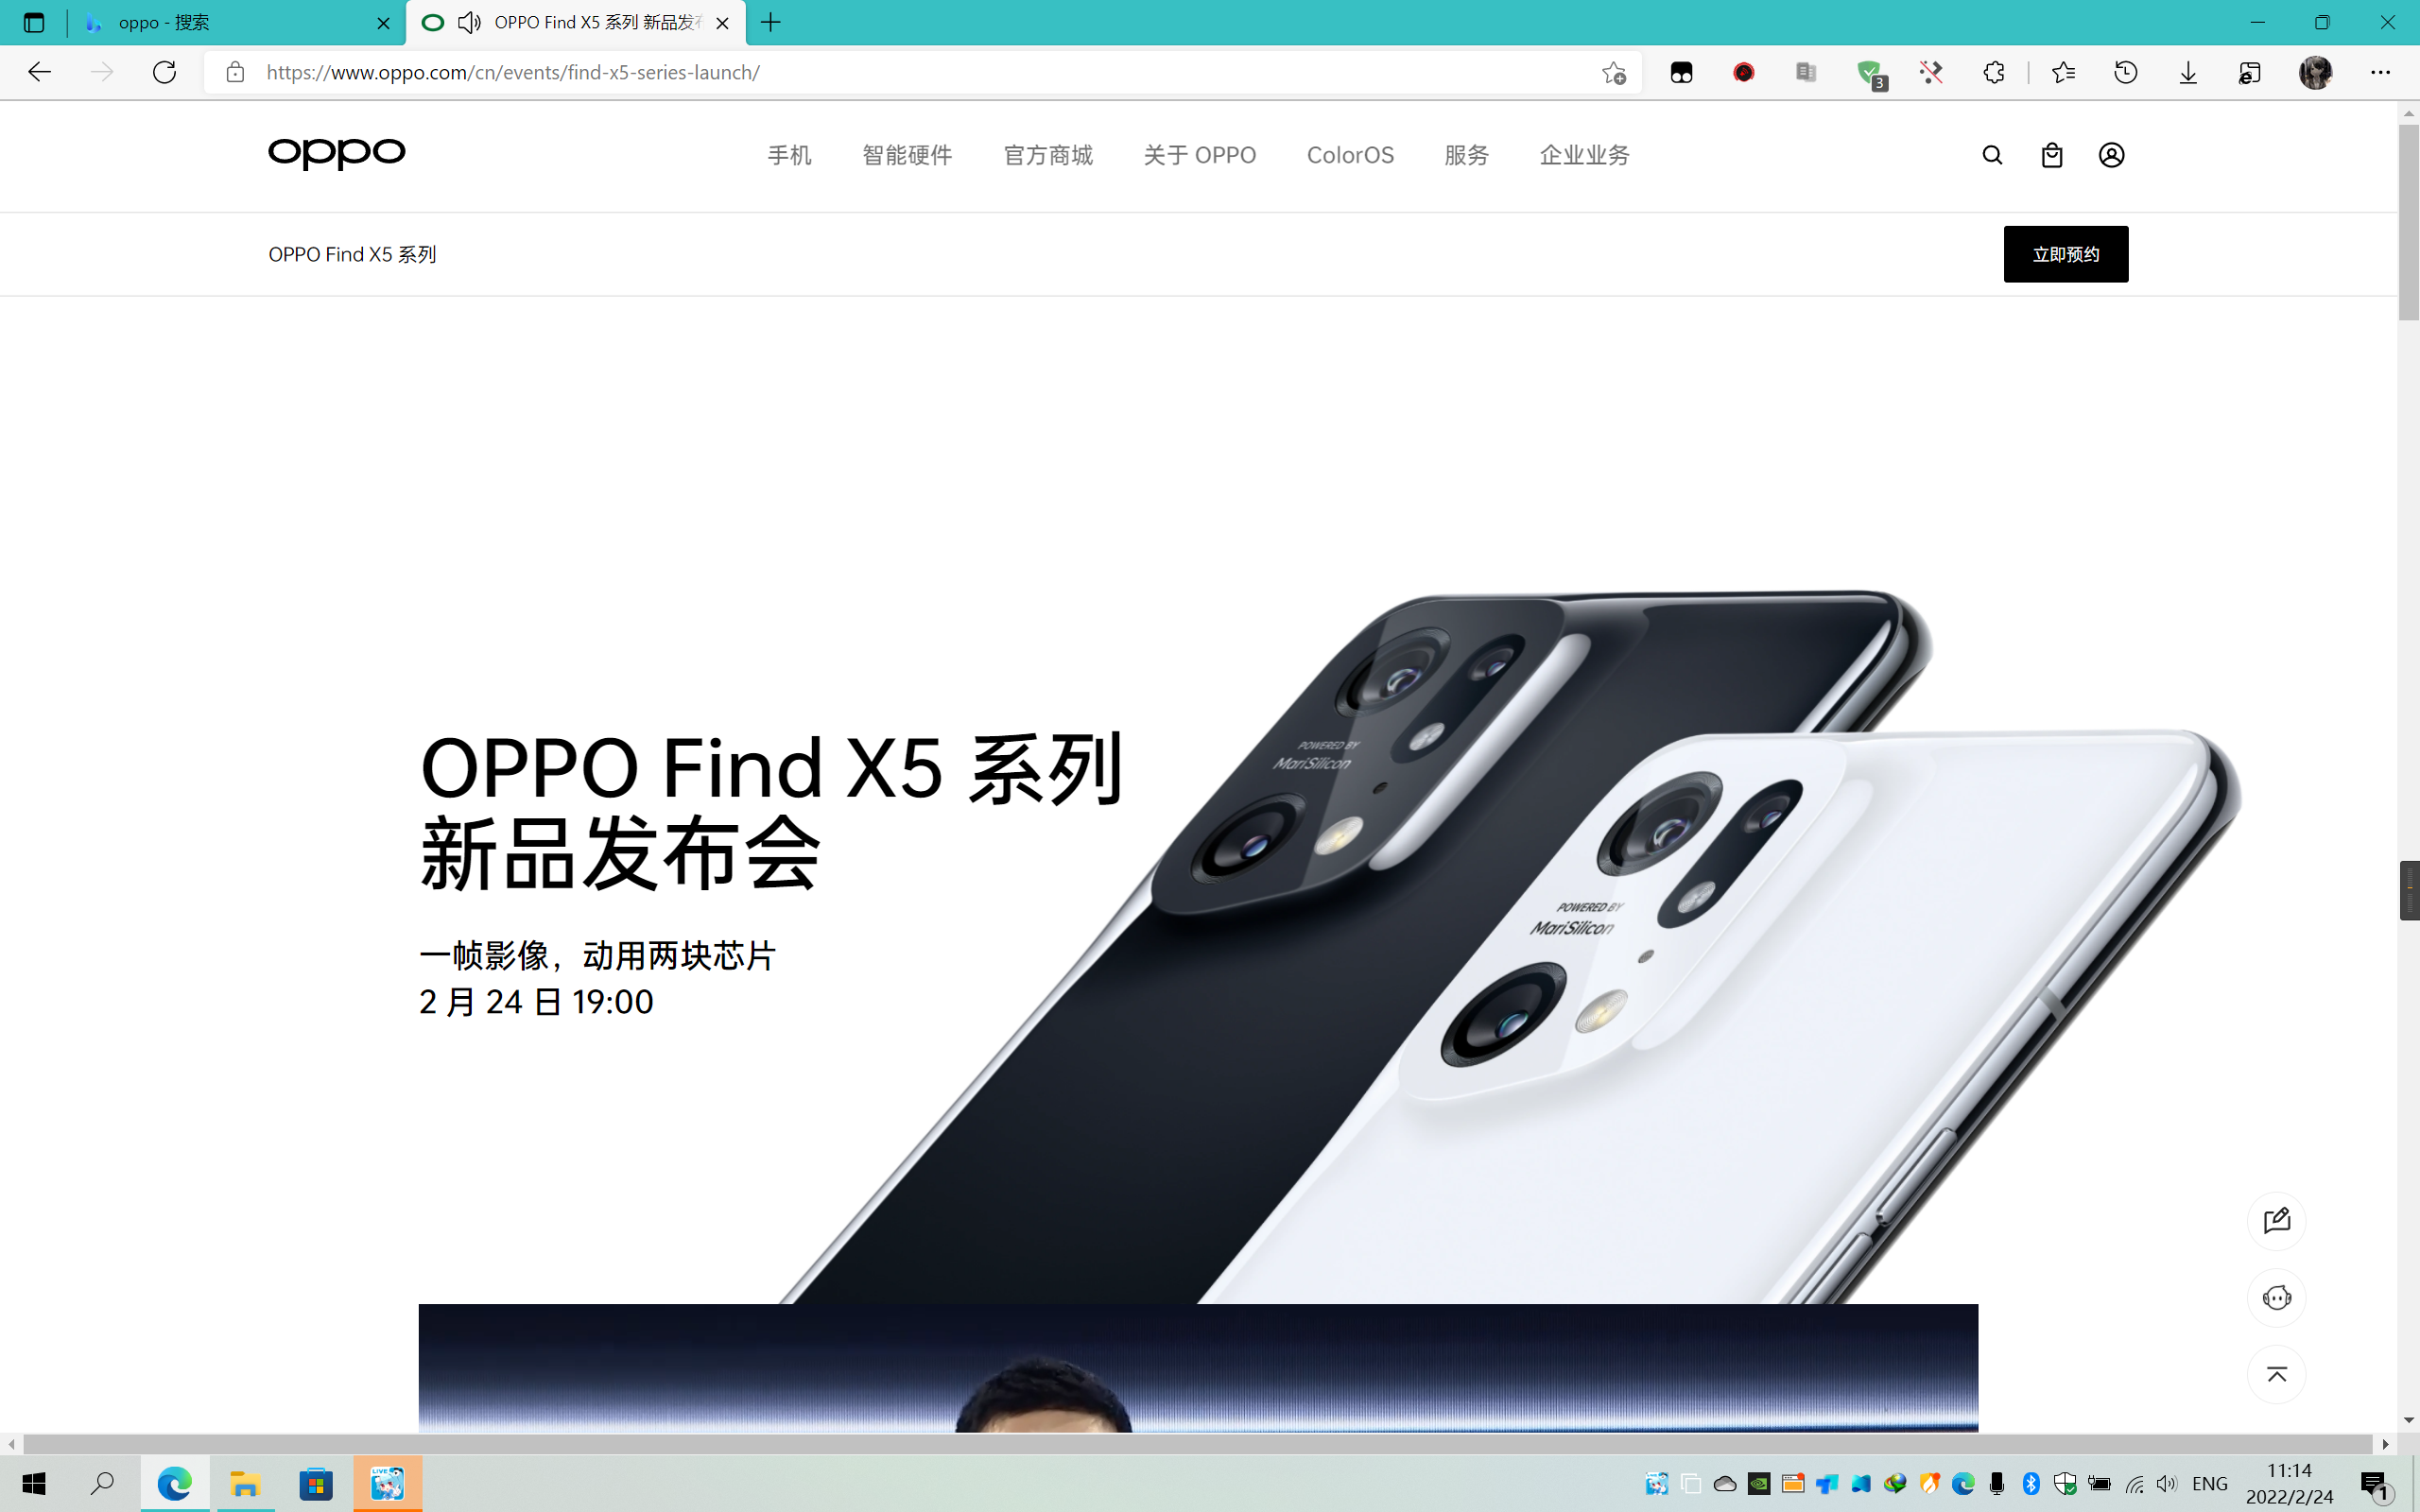 oppo - 搜索
OPPO Find X5 系列 新品发布
https://www.oppo.com/cn/events/find-x5-series-launch/
3
oppo
手机
智能硬件
官方商城
关于 OPPO
ColorOS
服务
企业业务
OPPO Find X5 系列
立即预约
OPPO Find X5 系列
新品发布会
一帧影像，动用两块芯片
2 月 24 日 19:00
POWERED BY
MariSilicon
POWERED BY
MariSilicon
LIVE
ENG
11:14
2022/2/24
1